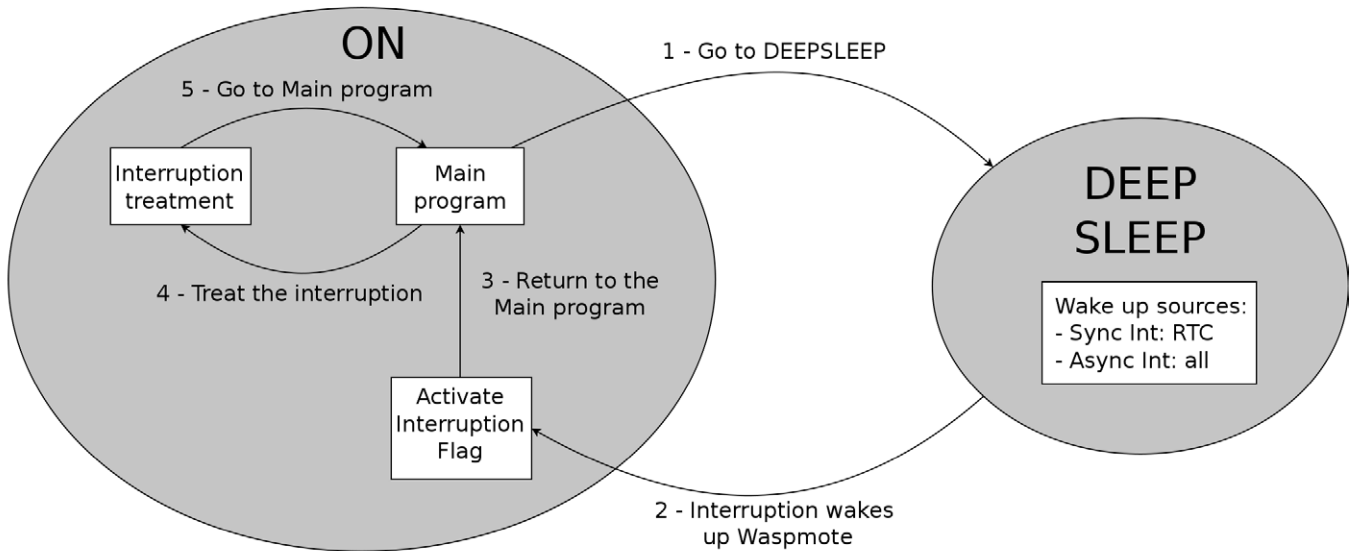 ON
1 - Go to DEEPSLEEP
5 - Go to Main program
Interruption
treatment
Main
program
DEEP
SLEEP
4 - Treat the interruption
3 - Return to the
Main program
Wake up sources:
- Sync Int: RTC
- Async Int: all
Activate
Interruption
Flag
2 - Interruption wakes
up Waspmote